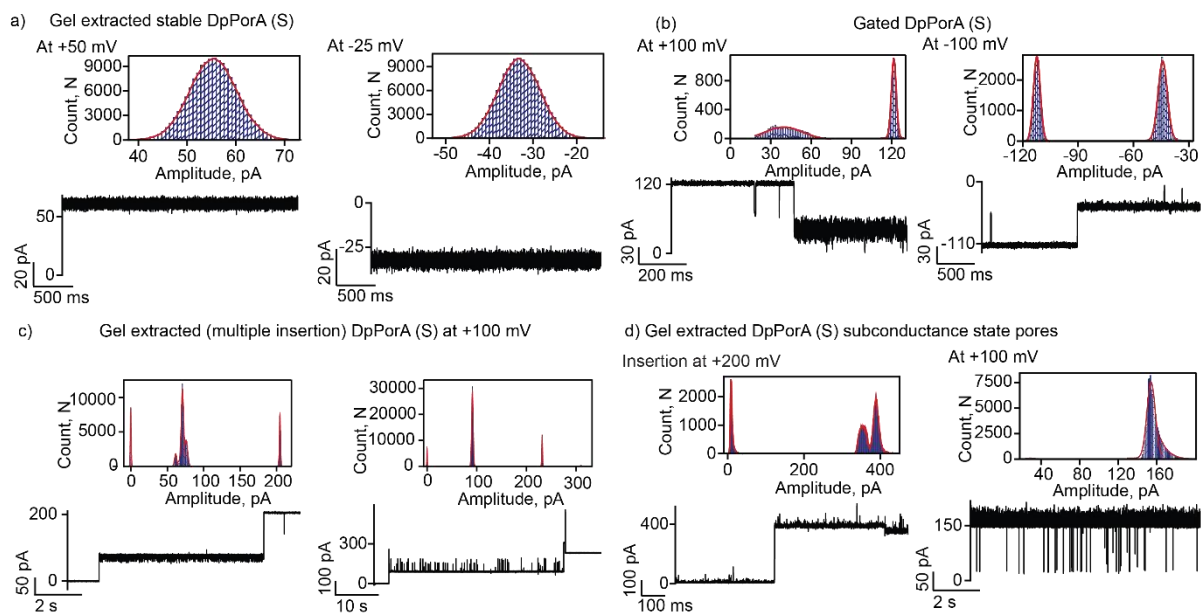 a) Gel extracted stable DpPorA (S)
At +50 mV
Count, N
9000
6000
3000
0
40 50 60 70
Amplitude, pA
50
0
20 pA
500 ms
At -25 mV
Count, N
9000
6000
3000
0
-50 -40 -30 -20
Amplitude, pA
0
-25
20 pA
500 ms
(b) Gated DpPorA (S)
At +100 mV
Count, N
800
400
0
0 30 60 90 120
Amplitude, pA
120
0
30 pA
200 ms
At -100 mV
Count, N
2000
1000
0
-120 -90 -60 -30
Amplitude, pA
0
-110
30 pA
500 ms
c) Gel extracted (multiple insertion) DpPorA (S) at +100 mV
Count, N
10000
5000
0
0 50 100 150 200
Amplitude, pA
200
0
50 pA
2 s
Count, N
30000
20000
10000
0
0 100 200 300
Amplitude, pA
300
0
100 pA
10 s
d) Gel extracted DpPorA (S) subconductance state pores
Insertion at +200 mV
Count, N
2000
1000
0
0 200 400
Amplitude, pA
400
0
100 pA
100 ms
At +100 mV
Count, N
7500
5000
2500
0
40 80 120 160
Amplitude, pA
150
0
50 pA
2 s